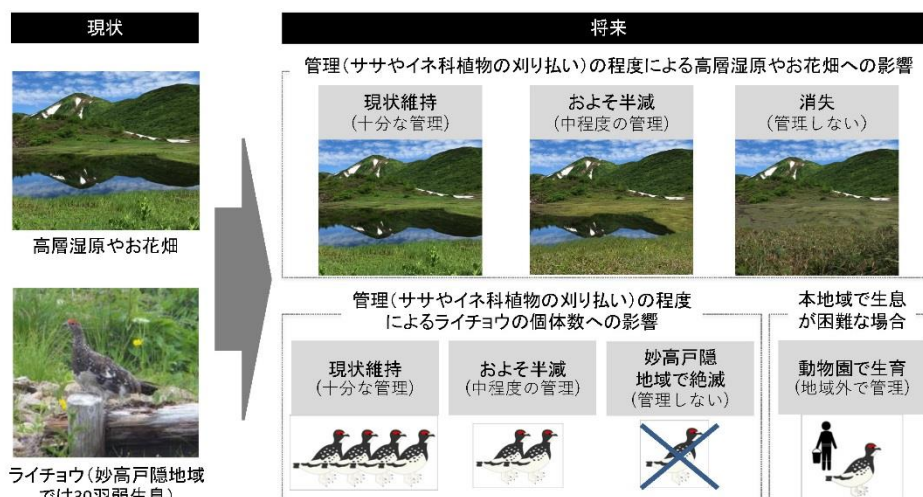 現状
高層湿原やお花畑
ライチョウ(妙高戸隠地域
では30羽弱生息)
将来
管理(ササやイネ科植物の刈り払い)の程度による高層湿原やお花畑への影響
現状維持
(十分な管理)
およそ半減
(中程度の管理)
消失
(管理しない)
管理(ササやイネ科植物の刈り払い)の程度
によるライチョウの個体数への影響
現状維持
(十分な管理)
およそ半減
(中程度の管理)
妙高戸隠
地域で絶滅
(管理しない)
本地域で生息
が困難な場合
動物園で生育
(地域外で管理)